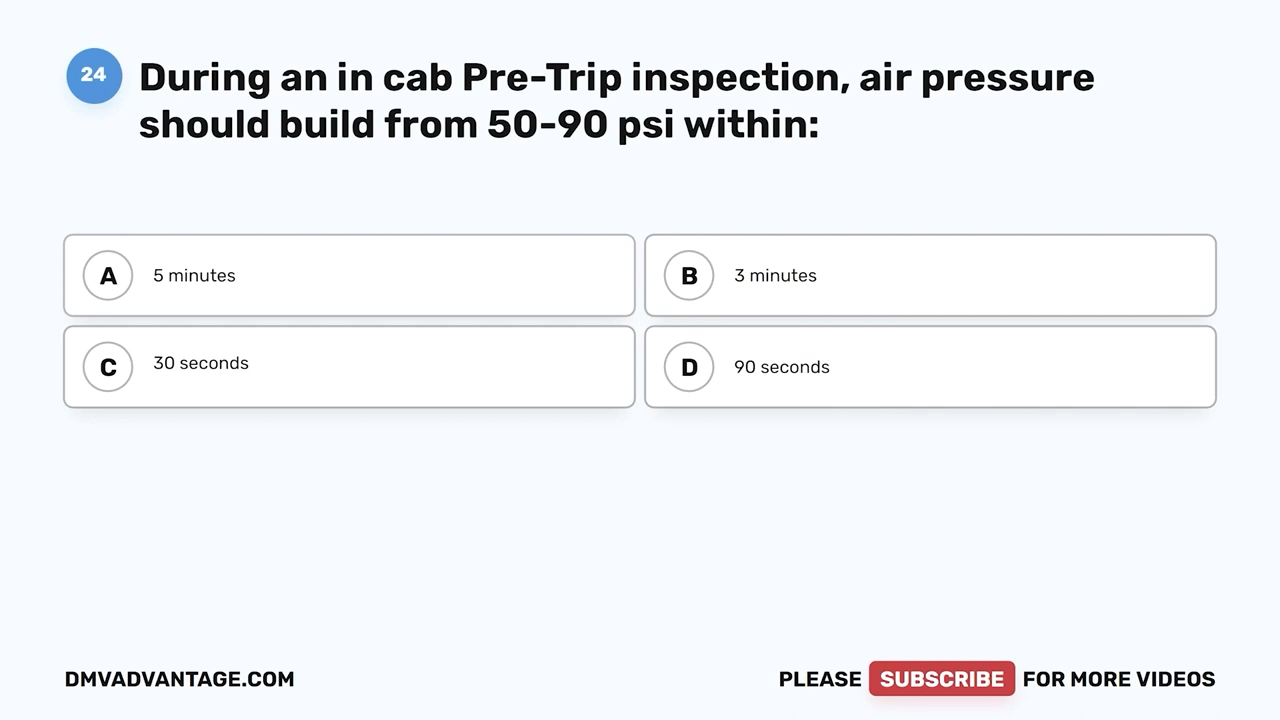 24
During an in cab Pre-Trip inspection, air pressure
should build from 50-90 psi within:
A 5 minutes
B 3 minutes
C 30 seconds
D 90 seconds
DMVADVANTAGE.COM
PLEASE SUBSCRIBE FOR MORE VIDEOS